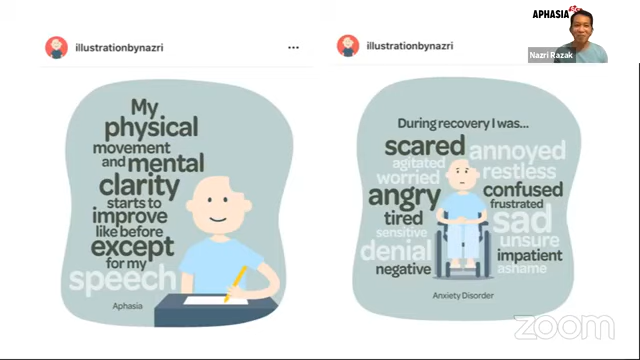 illustrationbynazri
My
physical
movement
and mental
clarity
starts to
improve
like before
except
for my
speech
Aphasia
illustrationbynazri
During recovery I was...
scared annoyed
agitated restless
worried
angry confused
frustrated
tired sad
sensitive unsure
denial impatient
negative ashame
Anxiety Disorder
APHASIA
Nazri Razak
zoom